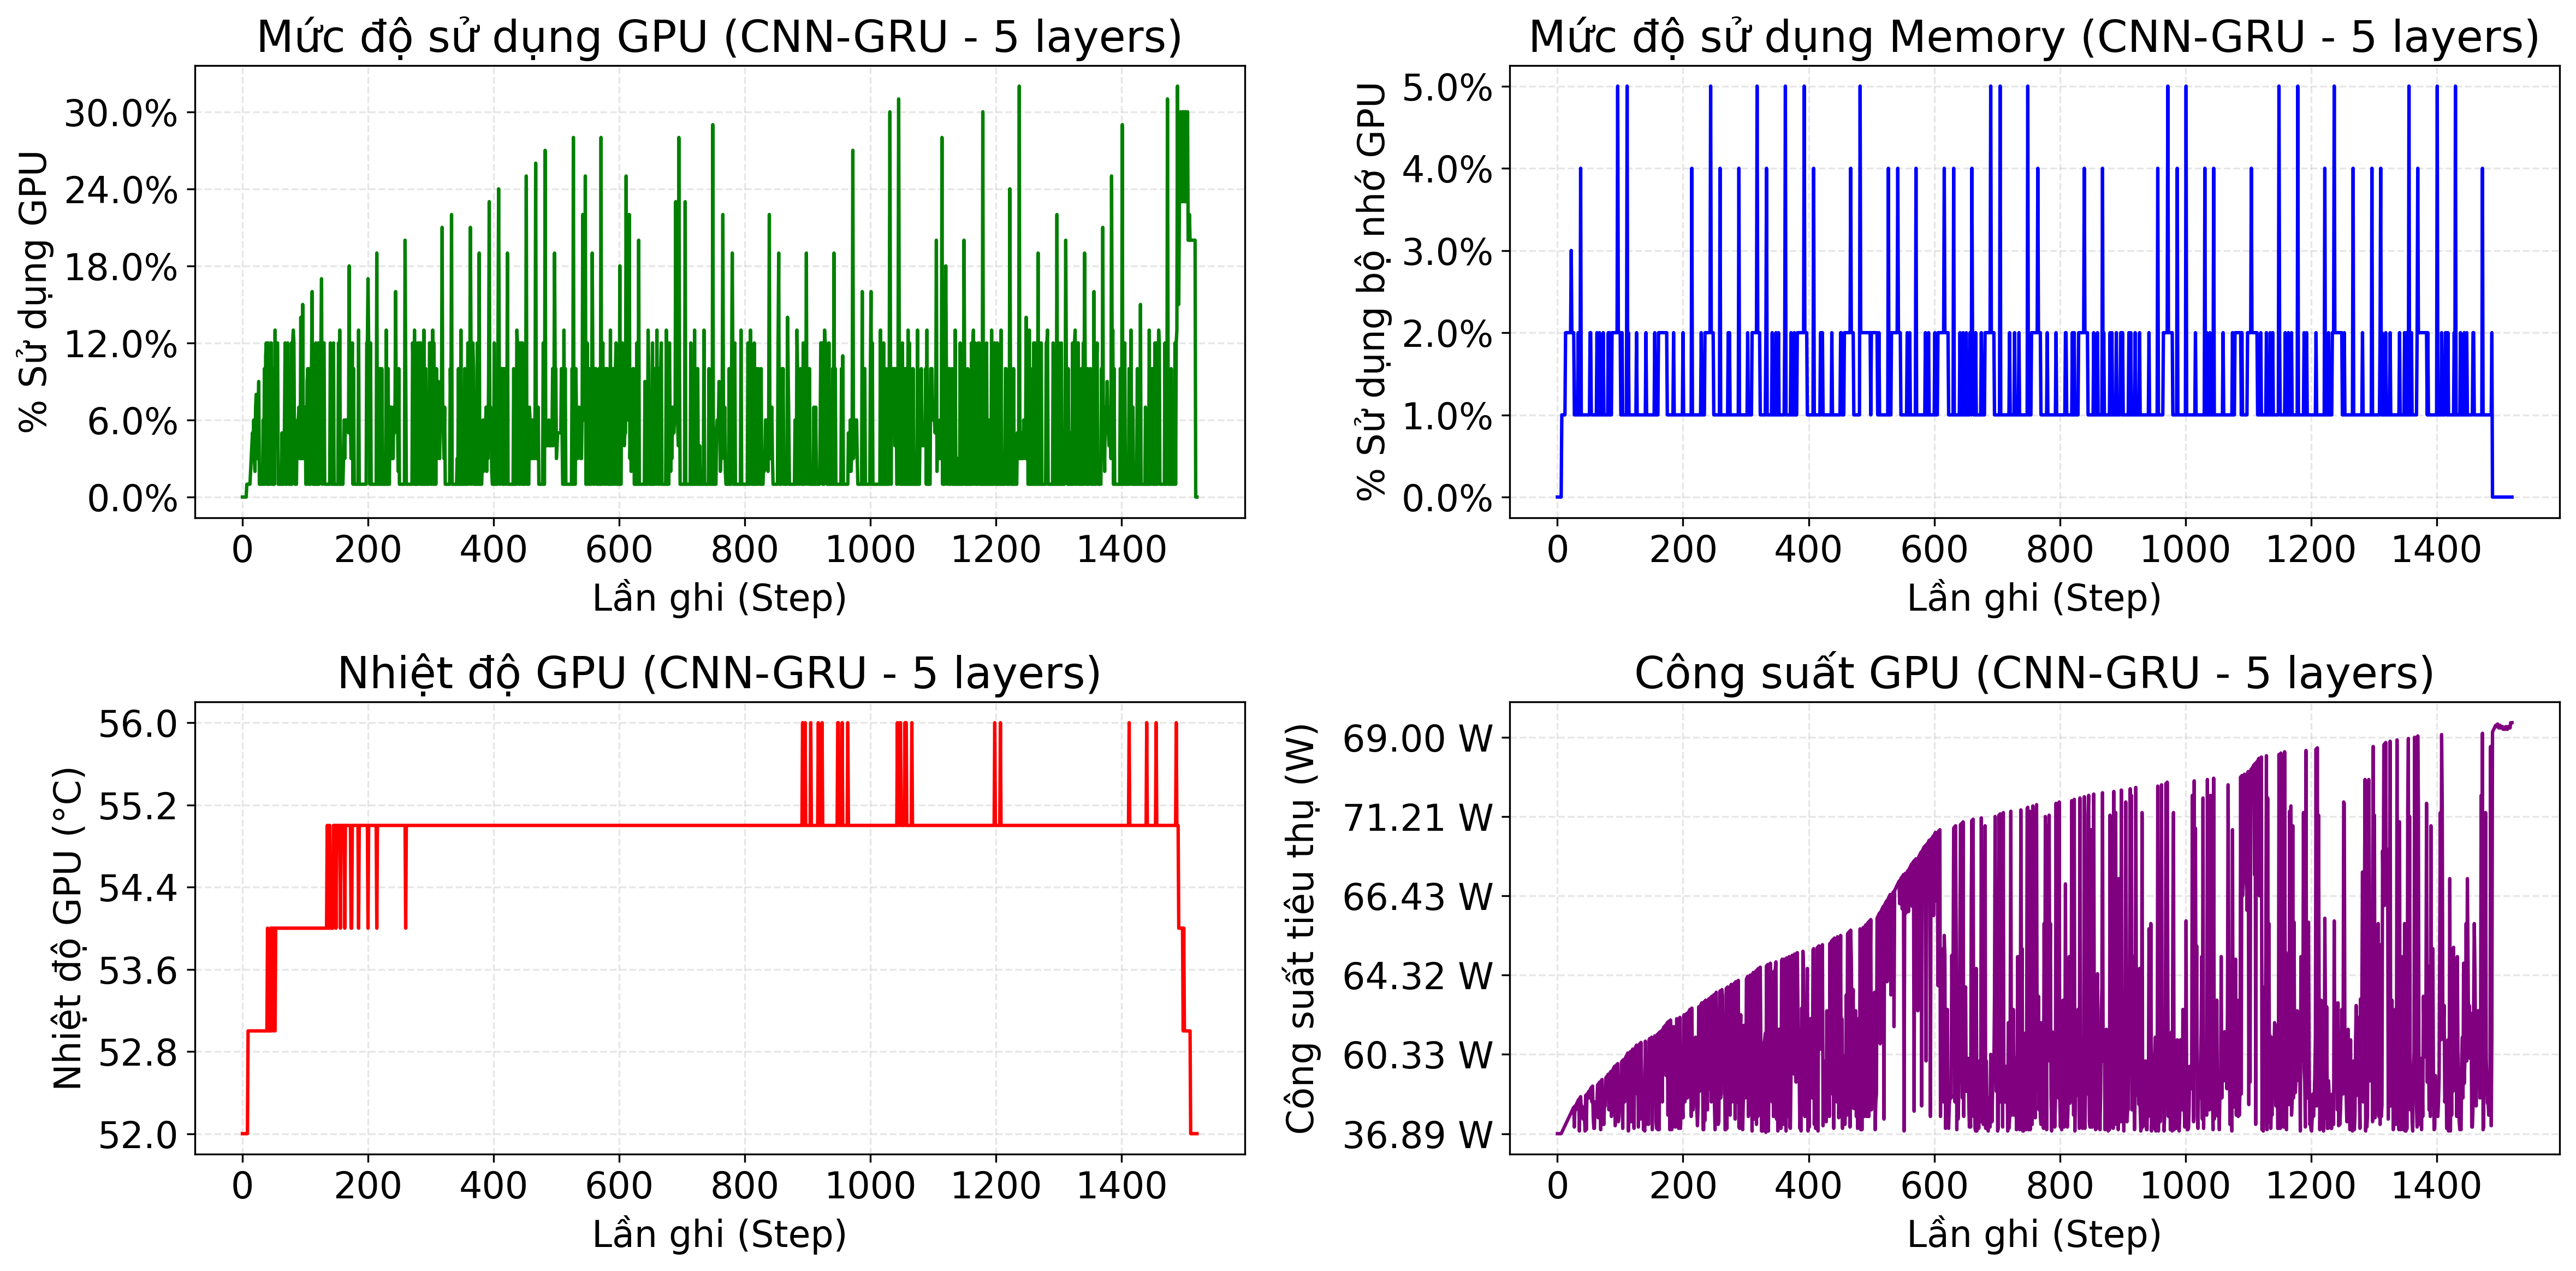 Mức độ sử dụng GPU (CNN-GRU - 5 layers)
% Sử dụng GPU
30.0%
24.0%
18.0%
12.0%
6.0%
0.0%
0 200 400 600 800 1000 1200 1400
Lần ghi (Step)
Mức độ sử dụng Memory (CNN-GRU - 5 layers)
% Sử dụng bộ nhớ GPU
5.0%
4.0%
3.0%
2.0%
1.0%
0.0%
0 200 400 600 800 1000 1200 1400
Lần ghi (Step)
Nhiệt độ GPU (CNN-GRU - 5 layers)
Nhiệt độ GPU (°C)
56.0
55.2
54.4
53.6
52.8
52.0
0 200 400 600 800 1000 1200 1400
Lần ghi (Step)
Công suất GPU (CNN-GRU - 5 layers)
Công suất tiêu thụ (W)
69.00 W
71.21 W
66.43 W
64.32 W
60.33 W
36.89 W
0 200 400 600 800 1000 1200 1400
Lần ghi (Step)